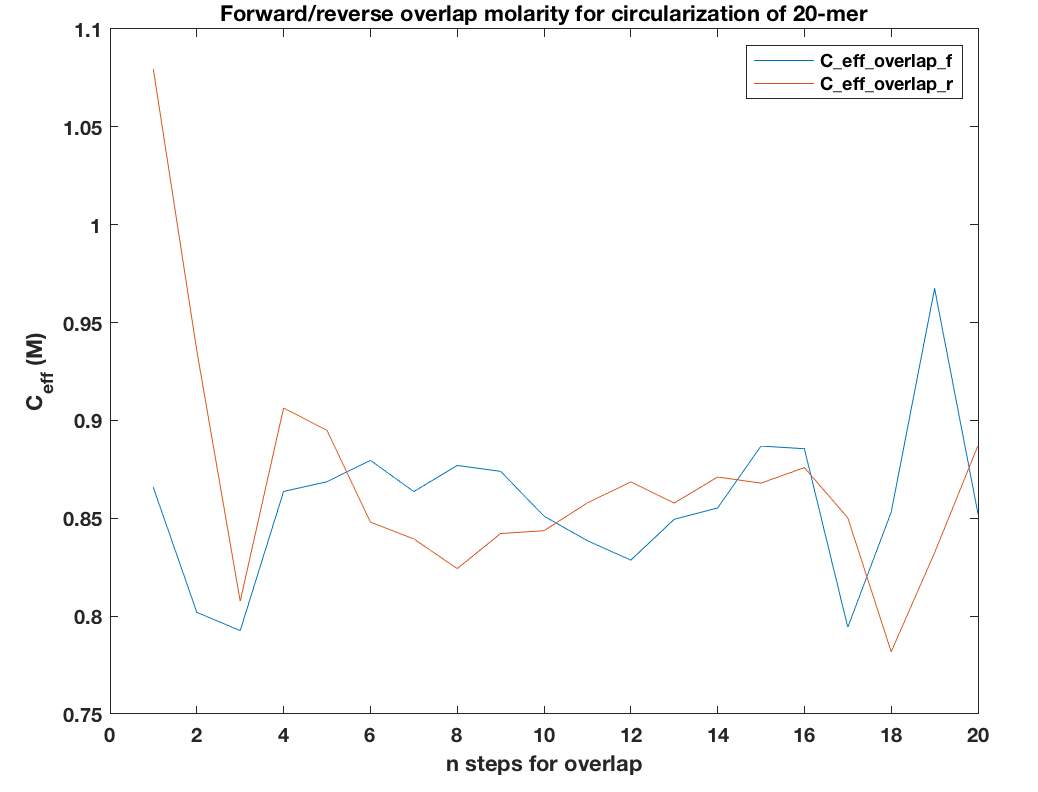 Forward/reverse overlap molarity for circularization of 20-mer
1.1
1.05
1
0.95
0.9
0.85
0.8
0.75
C_eff (M)
C_eff_overlap_f
C_eff_overlap_r
0 2 4 6 8 10 12 14 16 18 20
n steps for overlap